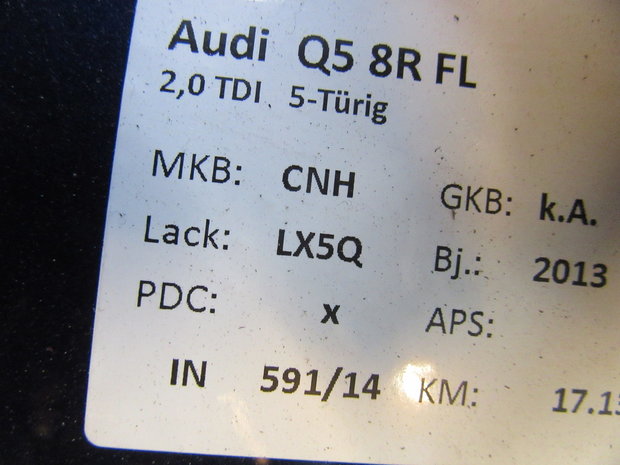 Audi Q5 8R FL
2,0 TDI 5-Türig
MKB: CNH GKB: k.A.
Lack: LX5Q Bj.: 2013
PDC: x APS:
IN 591/14 KM: